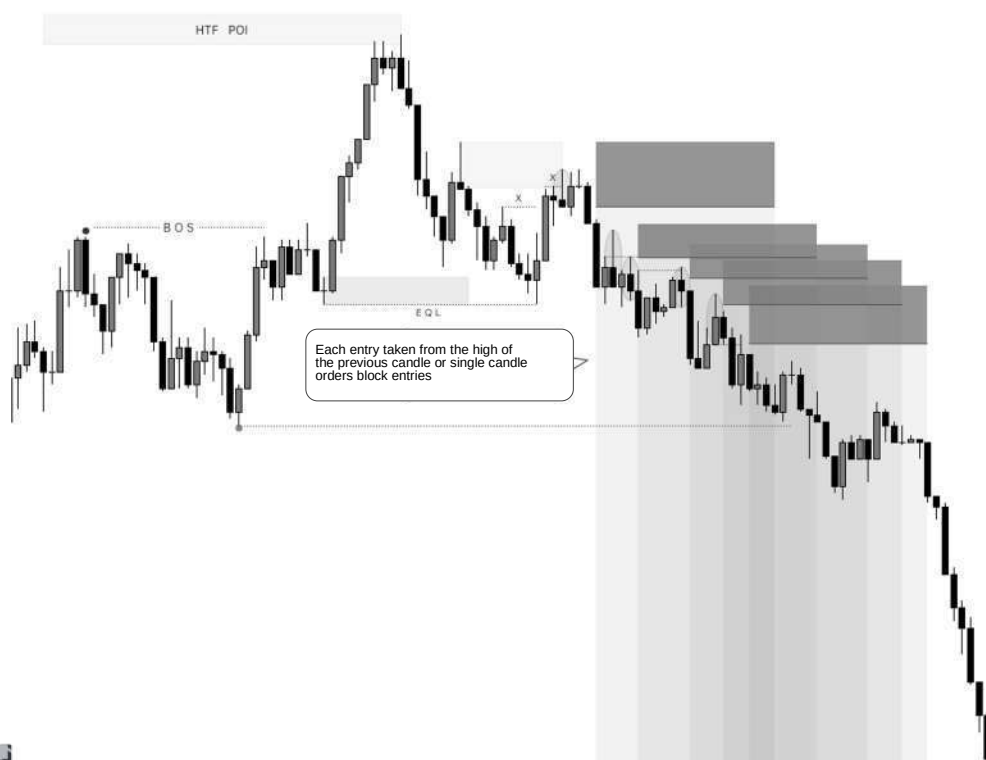 HTF POI
X
X
BOS
EQL
Each entry taken from the high of
the previous candle or single candle
orders block entries